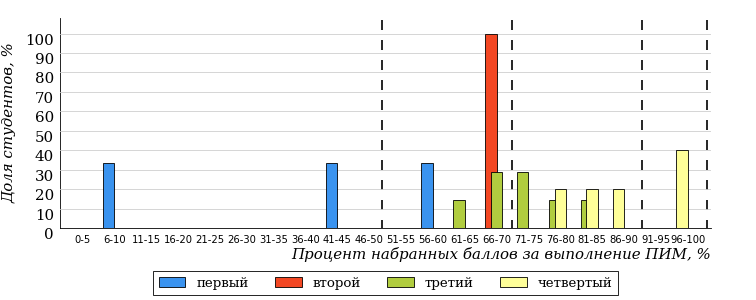 Доля студентов, %
100
90
80
70
60
50
40
30
20
10
0
0-5 6-10 11-15 16-20 21-25 26-30 31-35 36-40 41-45 46-50 51-55 56-60 61-65 66-70 71-75 76-80 81-85 86-90 91-95 96-100
Процент набранных баллов за выполнение ПИМ, %
первый второй третий четвертый